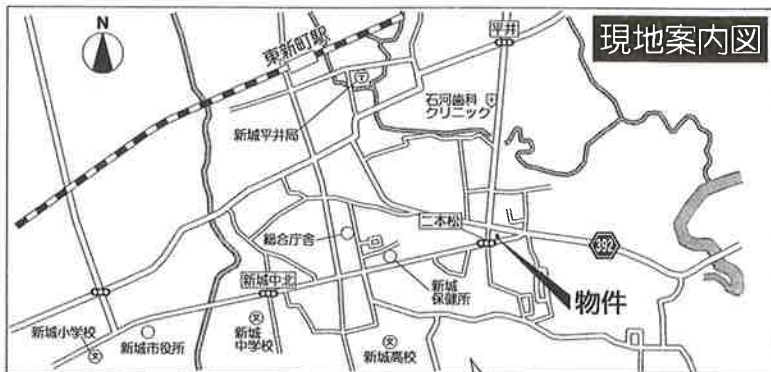 現地案内図
N
東新町駅
平井
〒
石河歯科
クリニック
新城平井局
二本松
392
総合庁舎
新城中北
新城
保健所
物件
新城小学校
文
新城市役所
文
新城
中学校
文
新城高校